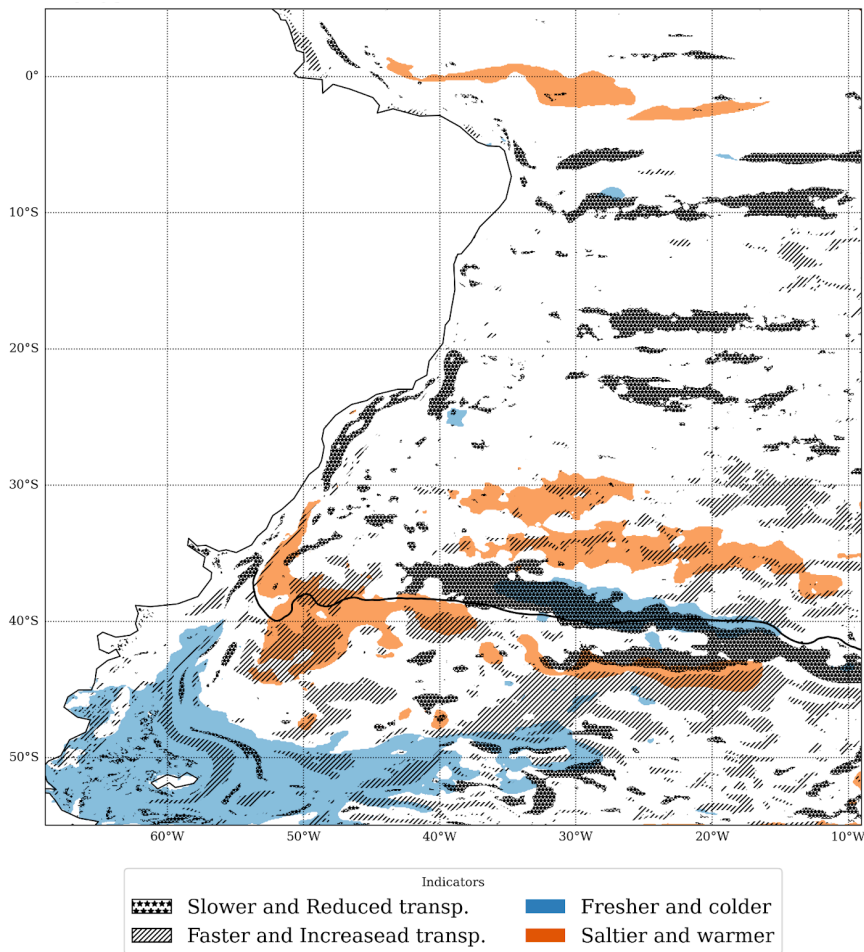 0°
10°S
20°S
30°S
40°S
50°S
60°W
50°W
40°W
30°W
20°W
10°W
Indicators
Slower and Reduced transp.
Fresher and colder
Faster and Increasead transp.
Saltier and warmer